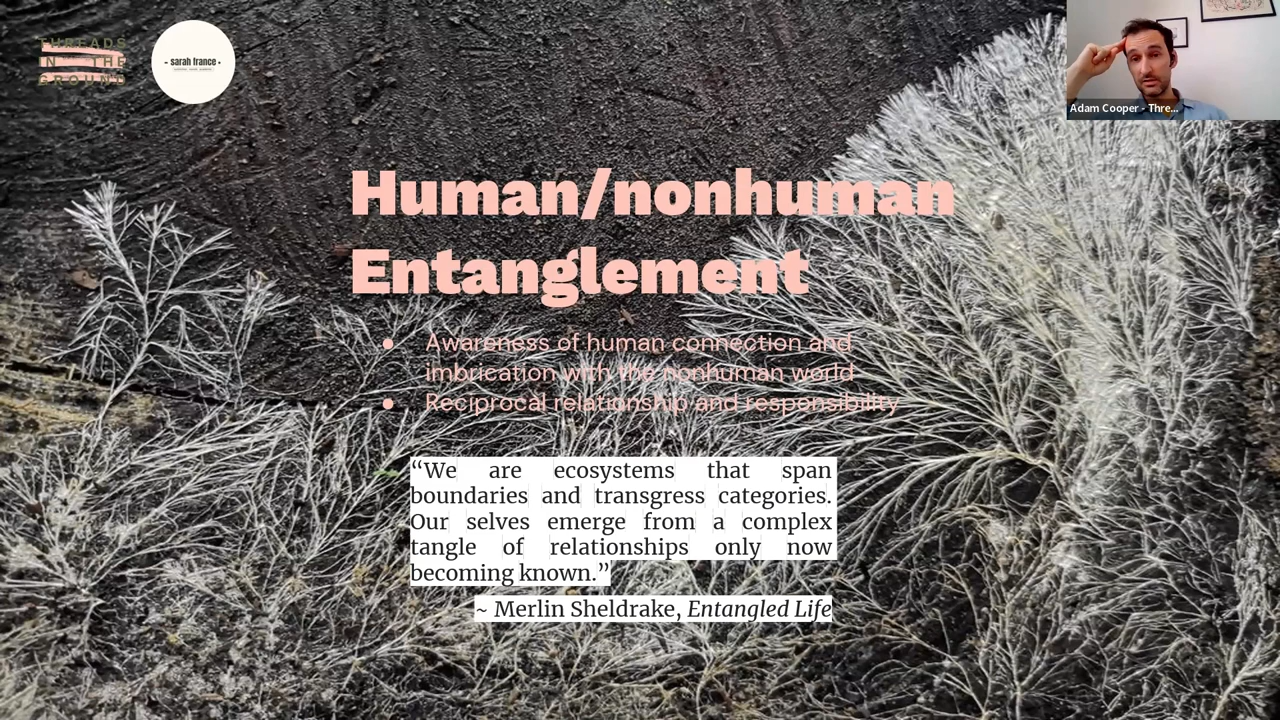 THREADS
IN THE
GROUND
- sarah france -
Adam Cooper - Thre...
Human/nonhuman
Entanglement
● Awareness of human connection and
imbrication with the nonhuman world
● Reciprocal relationship and responsibility
“We are ecosystems that span
boundaries and transgress categories.
Our selves emerge from a complex
tangle of relationships only now
becoming known.”
~ Merlin Sheldrake, Entangled Life